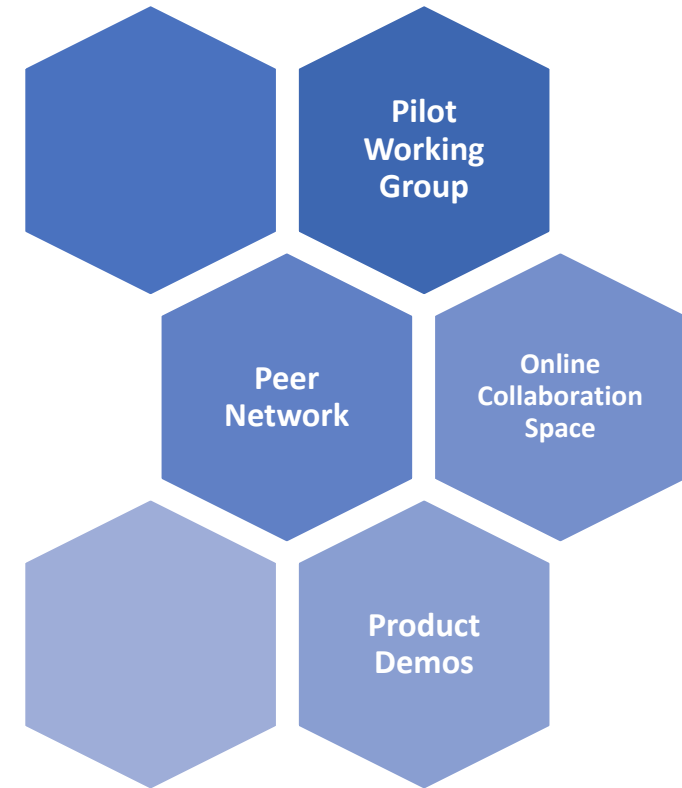 Pilot
Working
Group
Peer
Network
Online
Collaboration
Space
Product
Demos